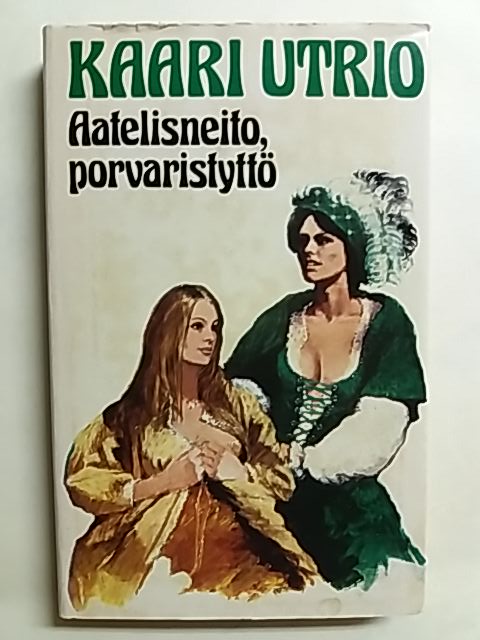 KAARI UTRIO
Aatelisneito,
porvaristyttö